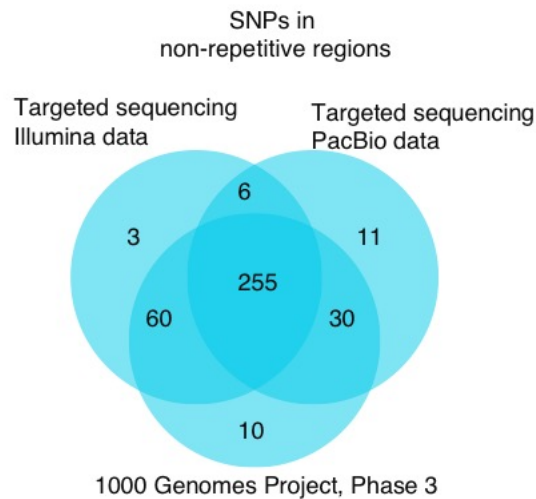 SNPs in
non-repetitive regions
Targeted sequencing
Illumina data
Targeted sequencing
PacBio data
6
3
11
255
60
30
10
1000 Genomes Project, Phase 3